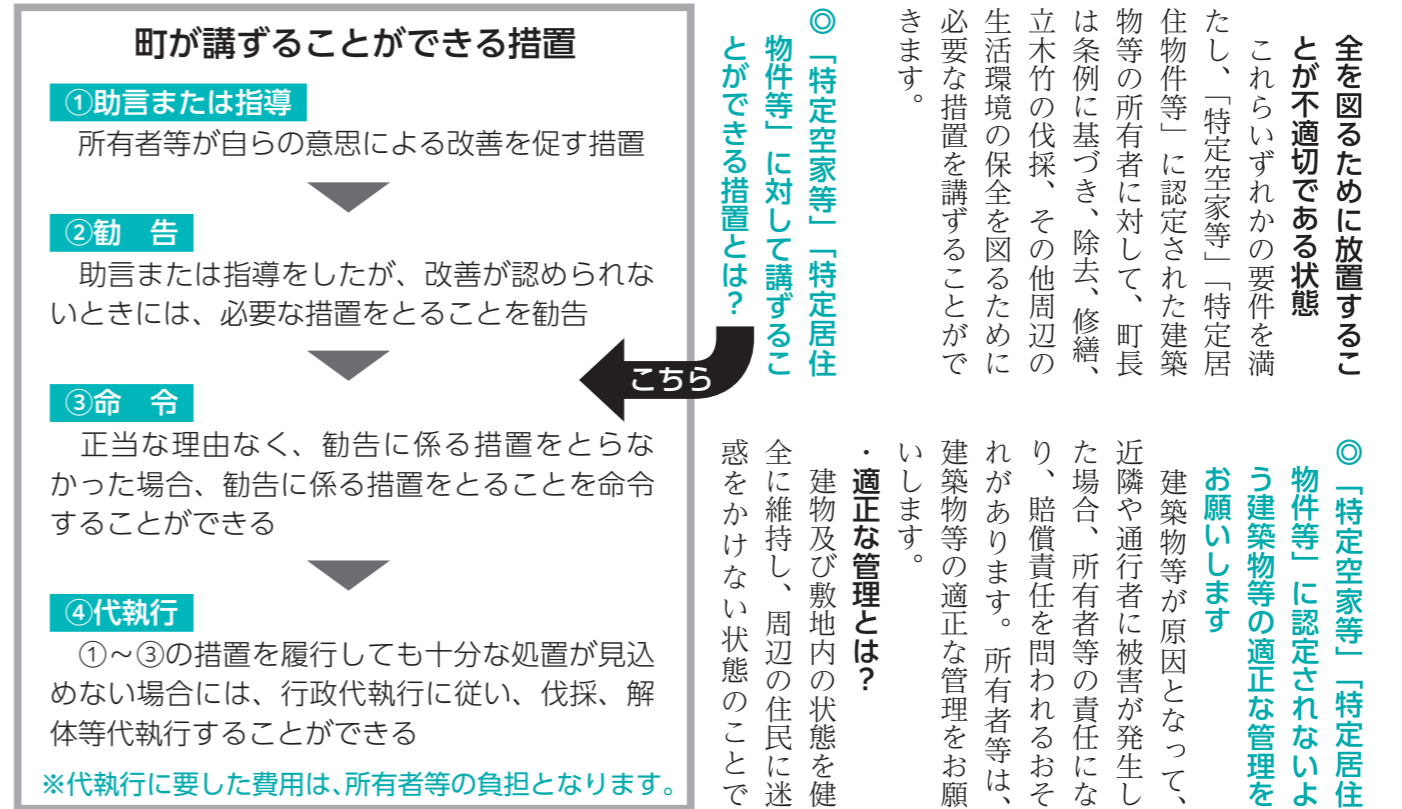 全を図るために放置するこ
とが不適切である状態
これらいずれかの要件を満
たし、「特定空家等」「特定居
住物件等」に認定された建築
物等の所有者に対して、町長
は条例に基づき、除去、修繕、
立木竹の伐採、その他周辺の
生活環境の保全を図るために
必要な措置を講ずることがで
きます。
◎「特定空家等」「特定居住
物件等」に対して講ずるこ
とができる措置とは?
こちら
町が講ずることができる措置
①助言または指導
所有者等が自らの意思による改善を促す措置
②勧 告
助言または指導をしたが、改善が認められな
いときには、必要な措置をとることを勧告
③命 令
正当な理由なく、勧告に係る措置をとらな
かった場合、勧告に係る措置をとることを命令
することができる
④代執行
①~③の措置を履行しても十分な処置が見込
めない場合には、行政代執行に従い、伐採、解
体等代執行することができる
※代執行に要した費用は、所有者等の負担となります。
◎「特定空家等」「特定居住
物件等」に認定されないよ
う建築物等の適正な管理を
お願いします
建築物等が原因となって、
近隣や通行者に被害が発生し
た場合、所有者等の責任にな
り、賠償責任を問われるおそ
れがあります。所有者等は、
建築物等の適正な管理をお願
いします。
・適正な管理とは?
建物及び敷地内の状態を健
全に維持し、周辺の住民に迷
惑をかけない状態のことで